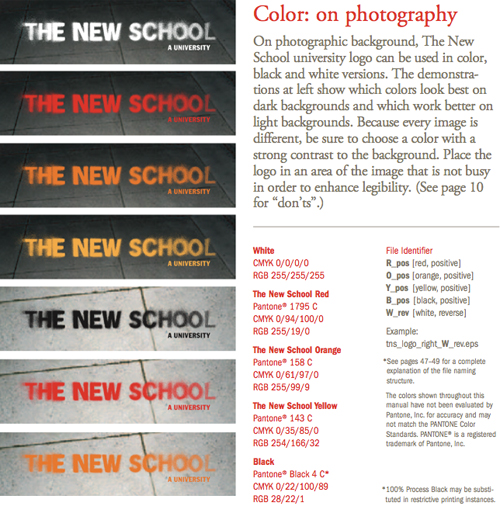 THE NEW SCHOOL
A UNIVERSITY
THE NEW SCHOOL
A UNIVERSITY
THE NEW SCHOOL
A UNIVERSITY
THE NEW SCHOOL
A UNIVERSITY
THE NEW SCHOOL
A UNIVERSITY
THE NEW SCHOOL
A UNIVERSITY
THE NEW SCHOOL
A UNIVERSITY
Color: on photography
On photographic background, The New
School university logo can be used in color,
black and white versions. The demonstra-
tions at left show which colors look best on
dark backgrounds and which work better on
light backgrounds. Because every image is
different, be sure to choose a color with a
strong contrast to the background. Place the
logo in an area of the image that is not busy
in order to enhance legibility. (See page 10
for “don’ts”.)
White
CMYK 0/0/0/0
RGB 255/255/255
The New School Red
Pantone® 1795 C
CMYK 0/94/100/0
RGB 255/19/0
The New School Orange
Pantone® 158 C
CMYK 0/61/97/0
RGB 255/99/9
The New School Yellow
Pantone® 143 C
CMYK 0/35/85/0
RGB 254/166/32
Black
Pantone® Black 4 C*
CMYK 0/22/100/89
RGB 28/22/1
File Identifier
R_pos [red, positive]
O_pos [orange, positive]
Y_pos [yellow, positive]
B_pos [black, positive]
W_rev [white, reverse]
Example:
tns_logo_right_W_rev.eps
*See pages 47–49 for a complete
explanation of the file naming
structure.
The colors shown throughout this
manual have not been evaluated by
Pantone, Inc. for accuracy and may
not match the PANTONE Color
Standards. PANTONE® is a registered
trademark of Pantone, Inc.
*100% Process Black may be substi-
tuted in restrictive printing instances.